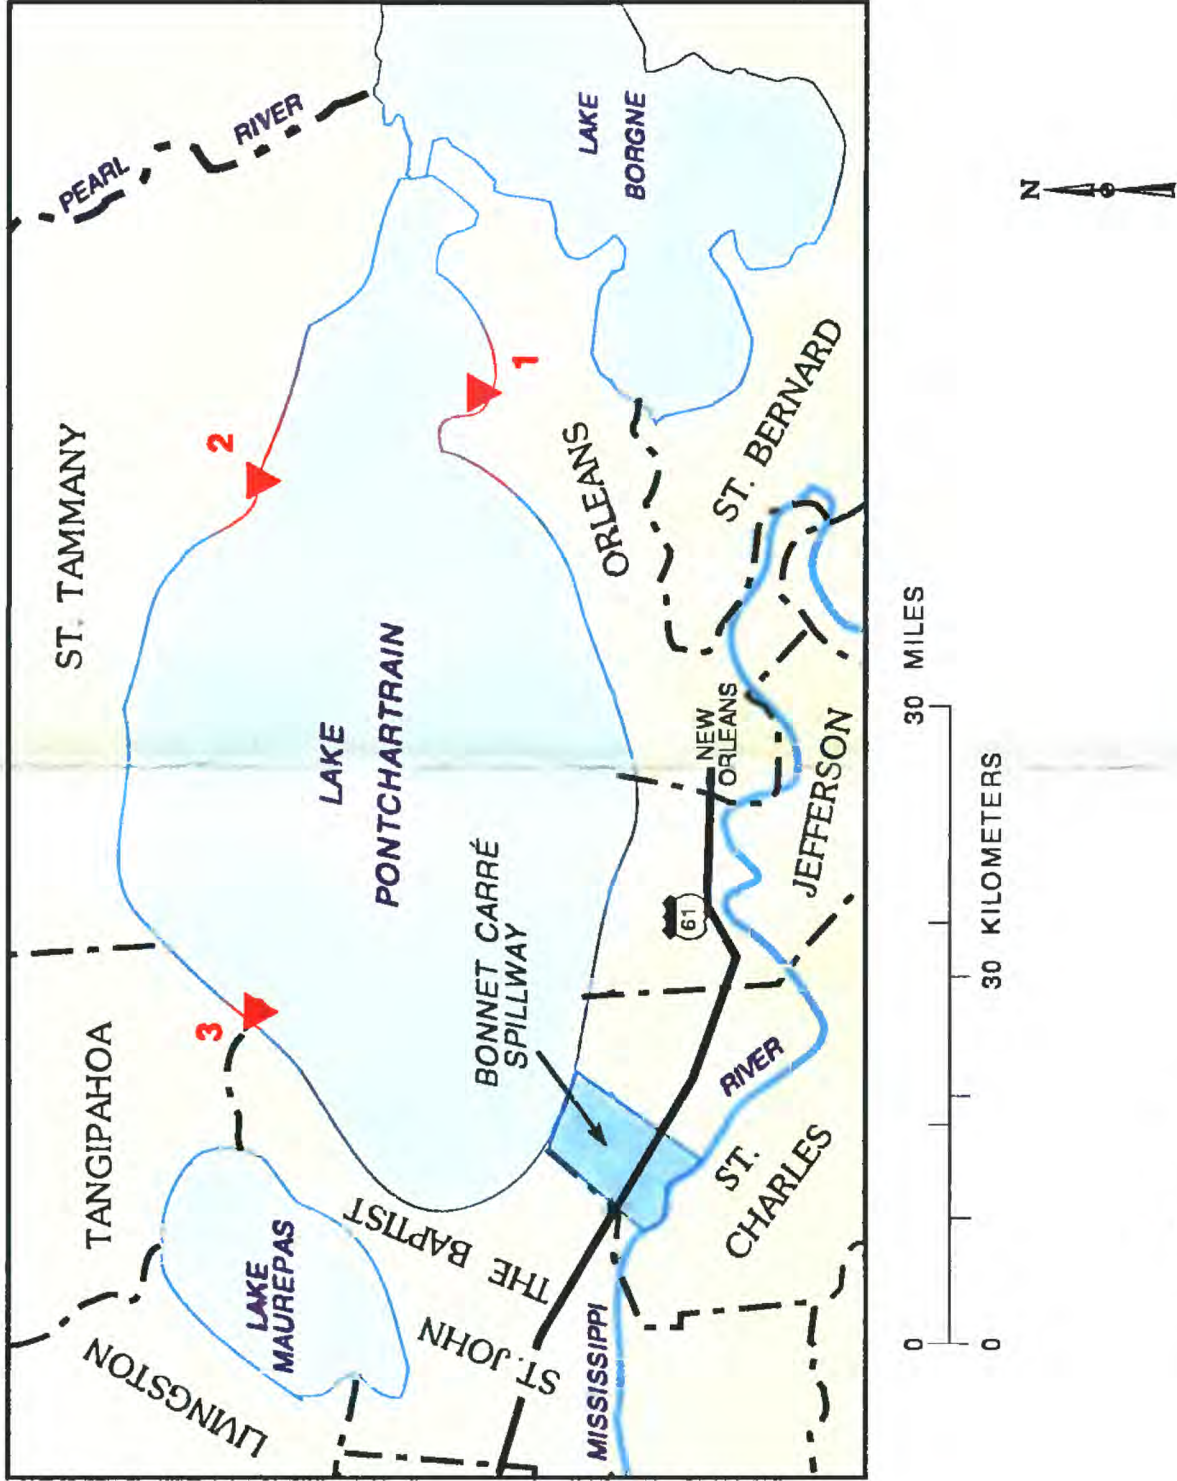 PEARL
RIVER
LAKE
BORGNE
ST. TAMMANY
2
1
ORLEANS
ST. BERNARD
LAKE
PONTCHARTRAIN
NEW
ORLEANS
JEFFERSON
61
BONNET CARRÉ
SPILLWAY
3
TANGIPAHOA
LAKE
MAUREPAS
LIVINGSTON
ST. JOHN
THE BAPTIST
MISSISSIPPI
RIVER
ST.
CHARLES
0
30 MILES
0
30 KILOMETERS
N